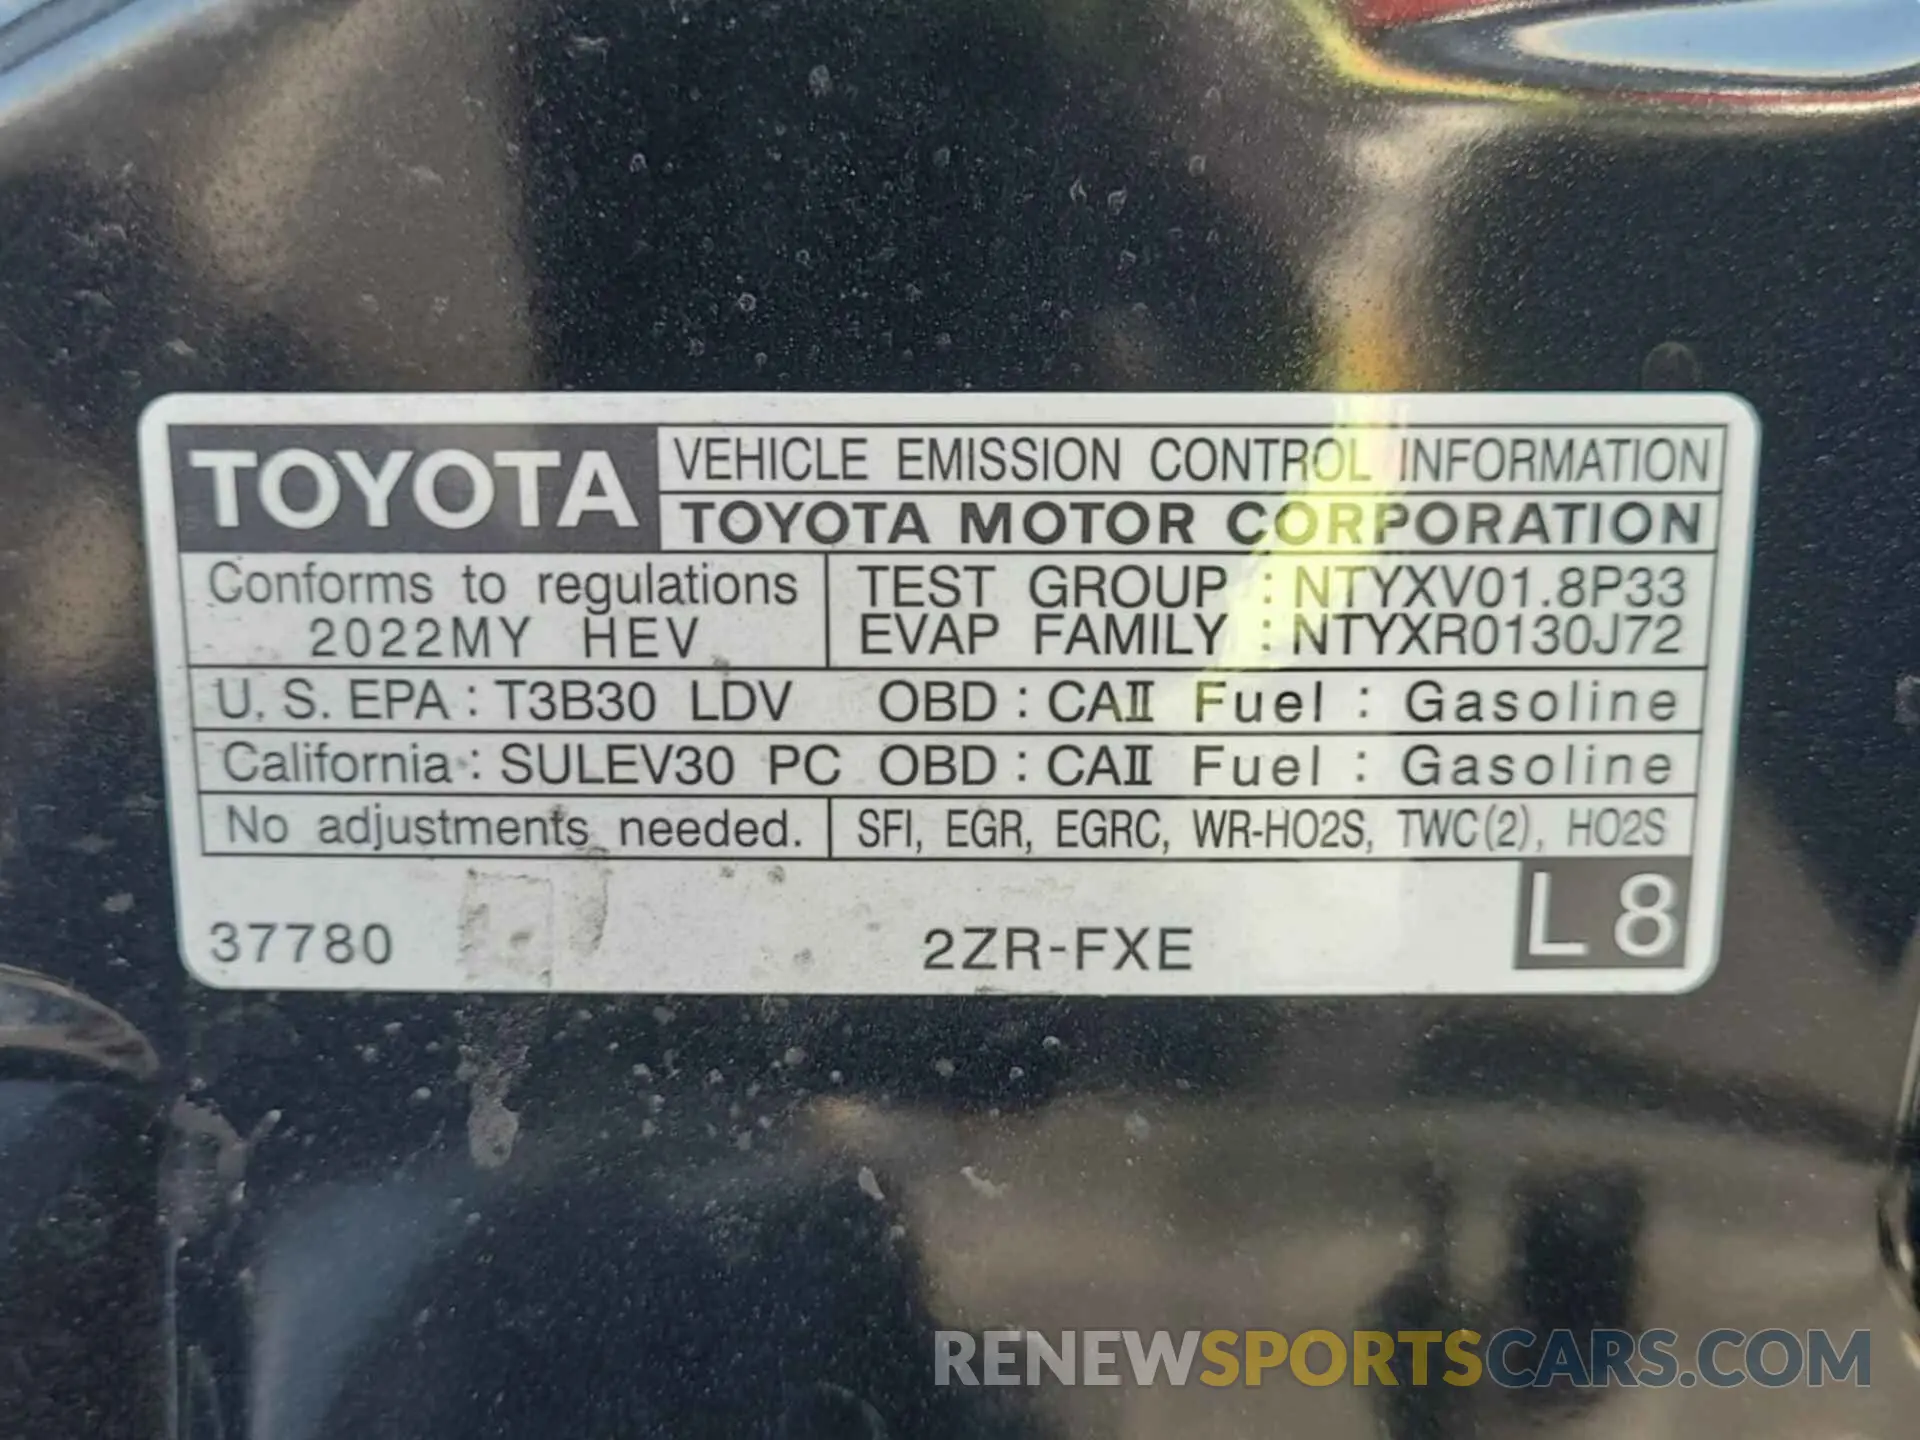 TOYOTA VEHICLE EMISSION CONTROL INFORMATION
TOYOTA MOTOR CORPORATION
Conforms to regulations
2022MY HEV
TEST GROUP : NTYXV01.8P33
EVAP FAMILY : NTYXR0130J72
U.S. EPA : T3B30 LDV OBD : CAII Fuel : Gasoline
California : SULEV30 PC OBD : CAII Fuel : Gasoline
No adjustments needed. SFI, EGR, EGRC, WR-HO2S, TWC(2), HO2S
37780 2ZR-FXE L 8
RENEWSPORTSCARS.COM